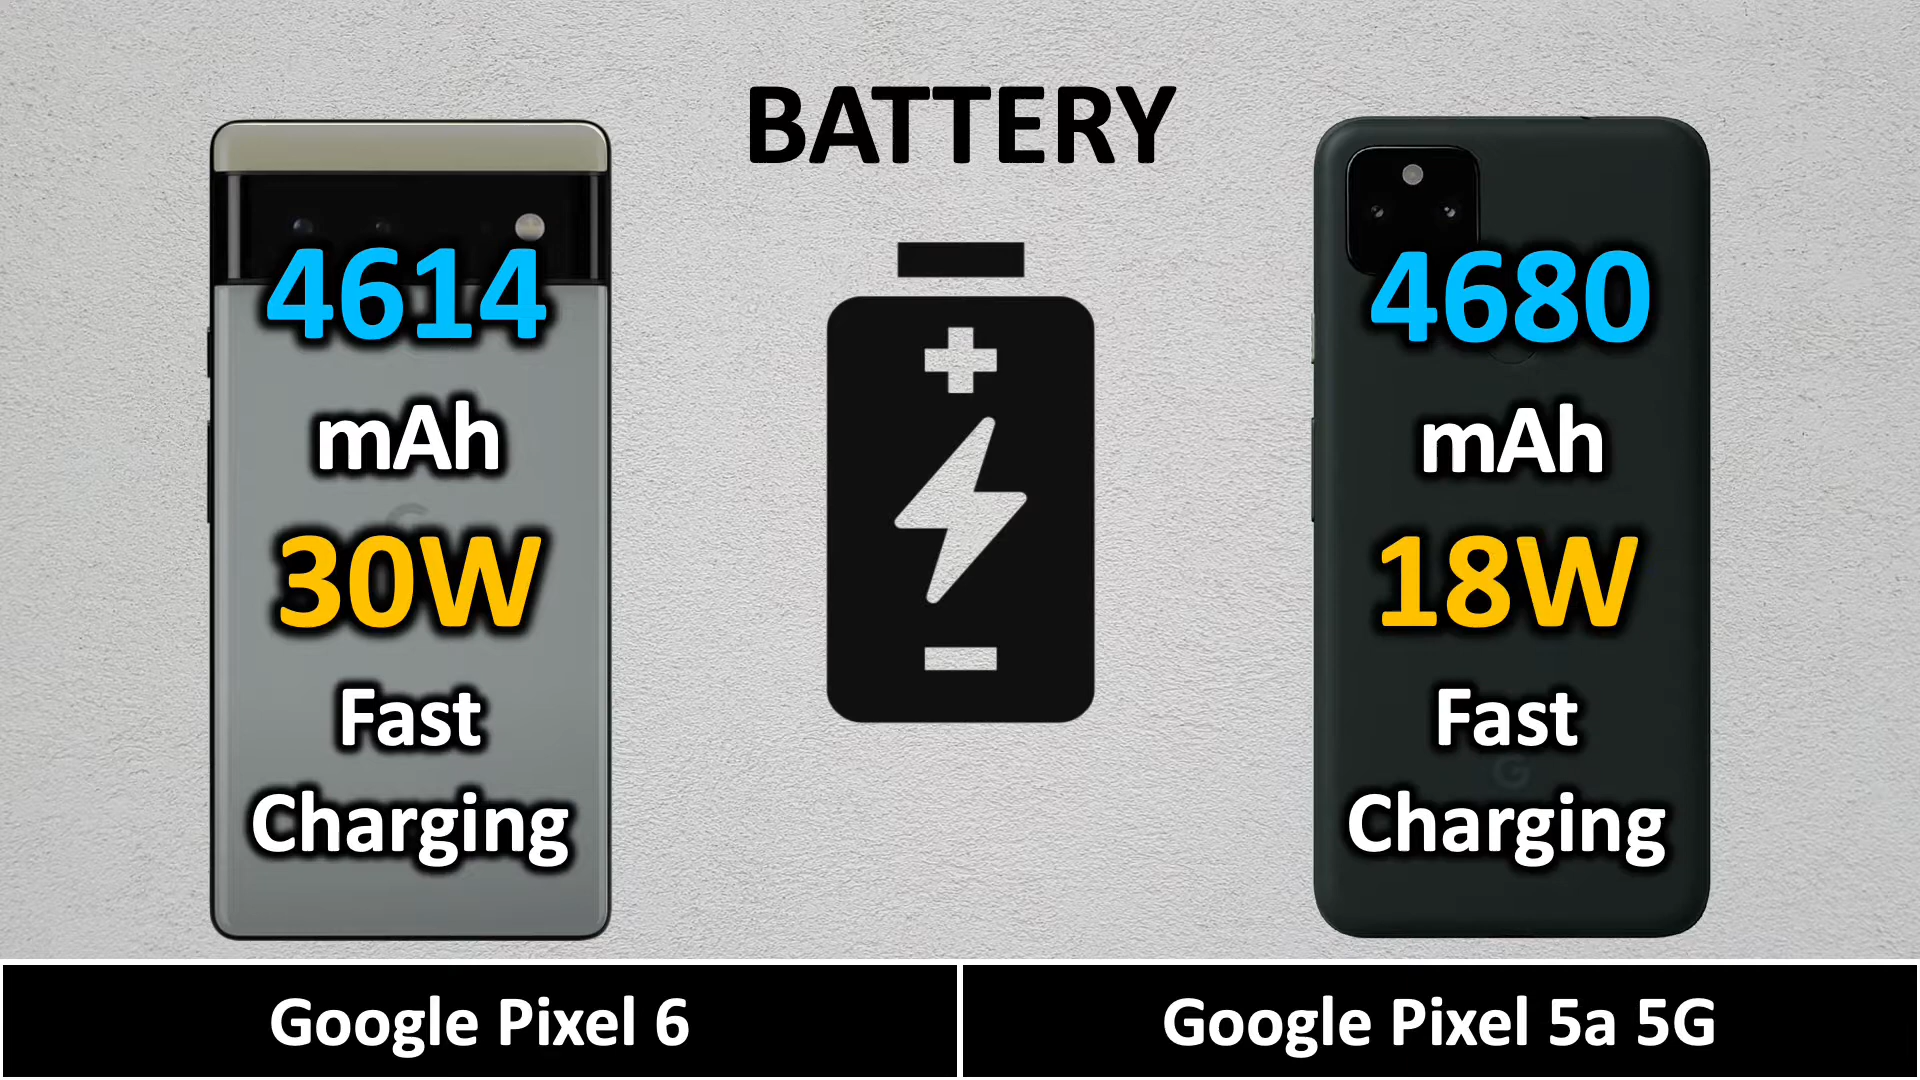 BATTERY
4614
mAh
30W
Fast
Charging
4680
mAh
18W
Fast
Charging
Google Pixel 6
Google Pixel 5a 5G